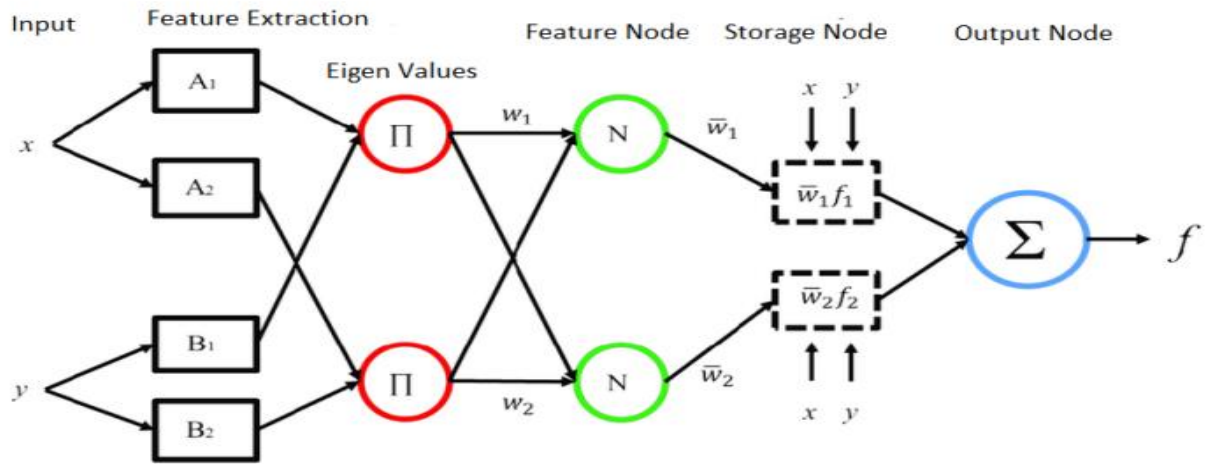 Input
Feature Extraction
Eigen Values
Feature Node
Storage Node
Output Node
x
y
A1
A2
B1
B2
Π
Π
w₁
w₂
N
N
w̅₁
w̅₂
x y
w̅₁f₁
w̅₂f₂
x y
Σ
f